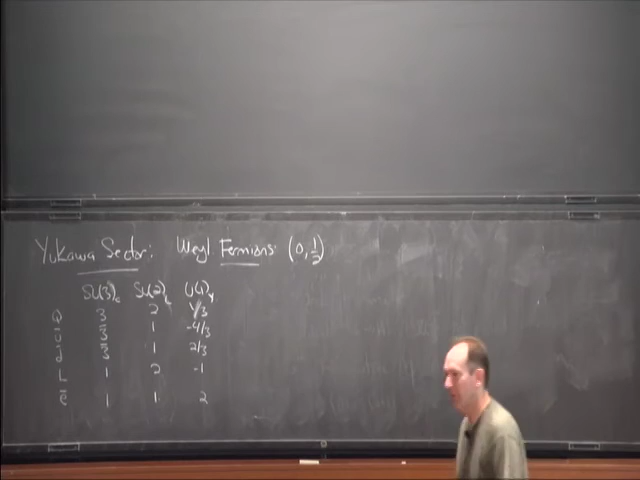 Yukawa Sector: Weyl Fermions: (0, 1/2)
SU(3)c SU(2)L U(1)Y
Q 3 2 1/3
ū 3̄ 1 -4/3
d̄ 3̄ 1 2/3
L 1 2 -1
ē 1 1 2